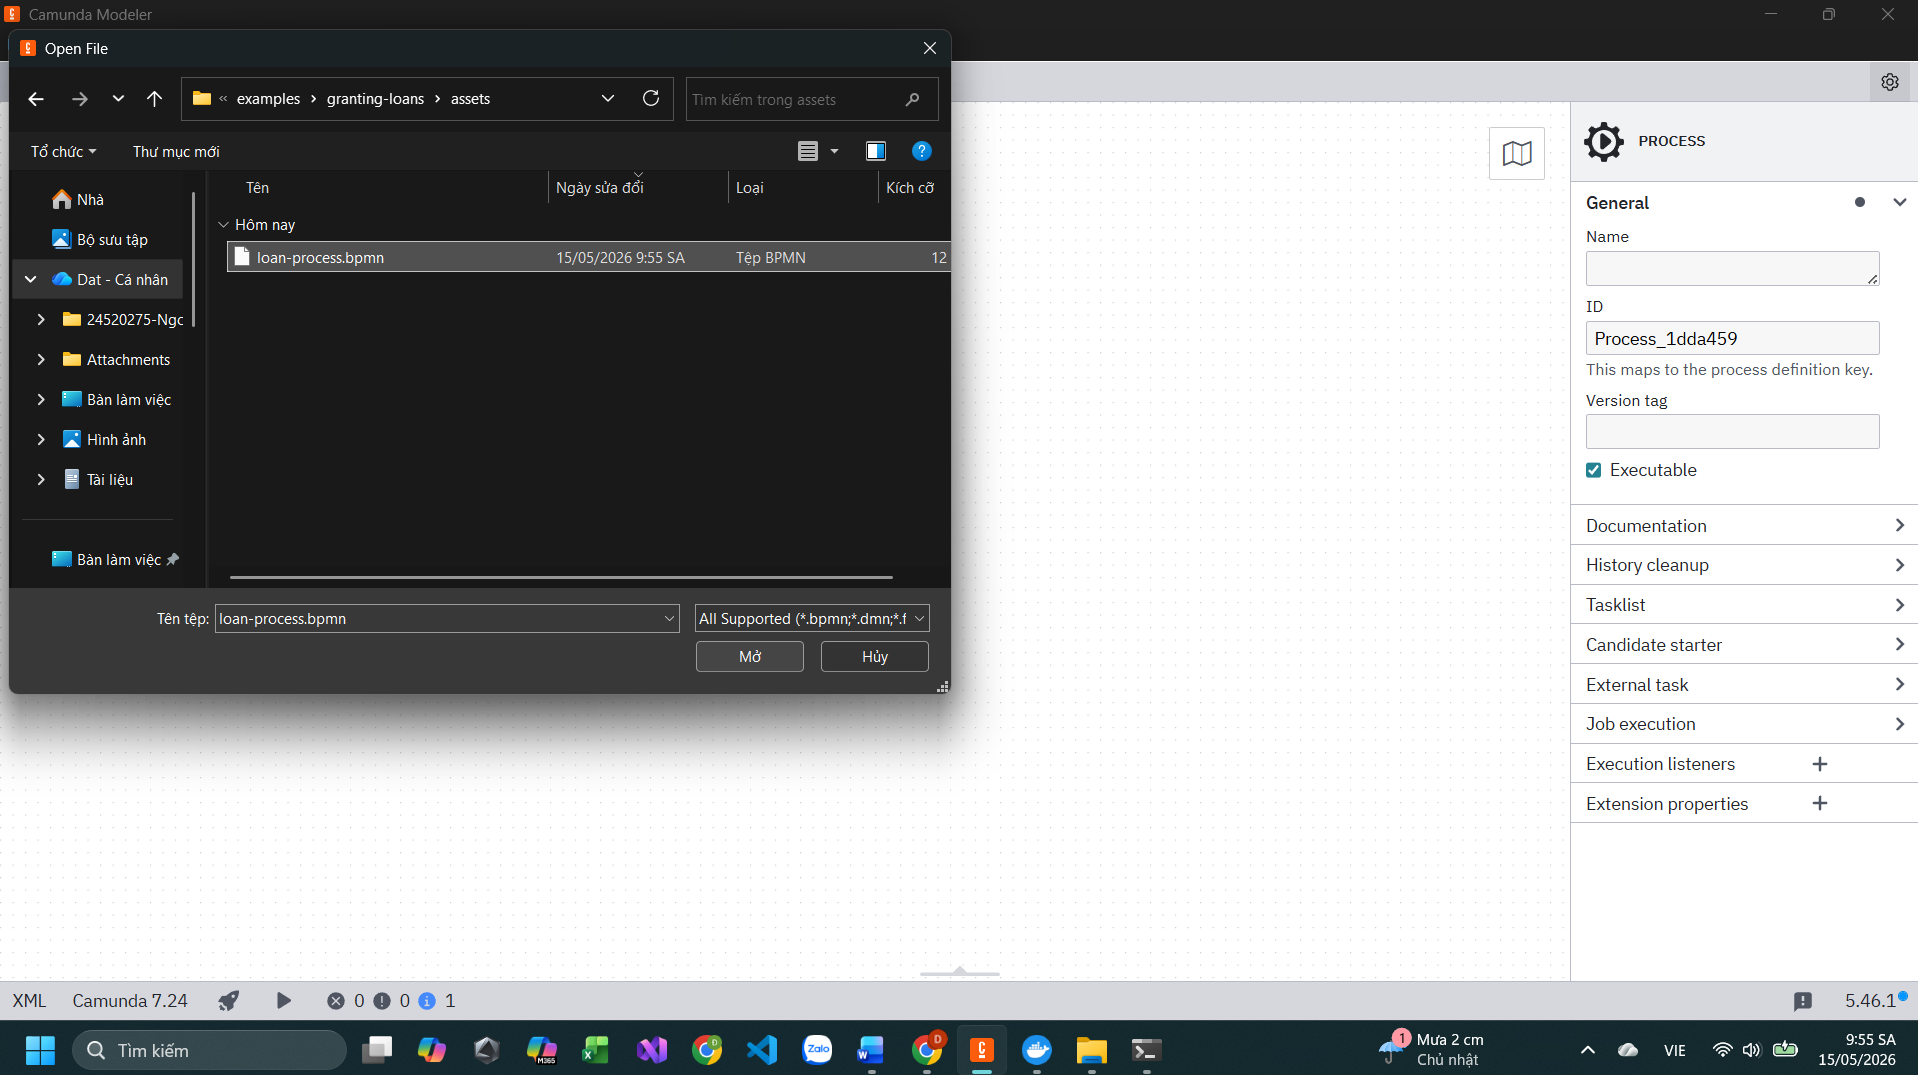 Camunda Modeler
Open File
« examples > granting-loans > assets
Tìm kiếm trong assets
Tổ chức
Thư mục mới
Tên
Ngày sửa đổi
Loại
Kích cỡ
Nhà
Bộ sưu tập
Dat - Cá nhân
24520275-Ngc
Attachments
Bàn làm việc
Hình ảnh
Tài liệu
Bàn làm việc
Hôm nay
loan-process.bpmn 15/05/2026 9:55 SA Tệp BPMN 12
Tên tệp: loan-process.bpmn
All Supported (*.bpmn;*.dmn;*.f
Mở
Hủy
PROCESS
General
Name
ID
Process_1dda459
This maps to the process definition key.
Version tag
Executable
Documentation
History cleanup
Tasklist
Candidate starter
External task
Job execution
Execution listeners
Extension properties
XML Camunda 7.24 0 0 1
5.46.1
Tìm kiếm
M365
Zalo
D
D
1
Mưa 2 cm
Chủ nhật
VIE
9:55 SA
15/05/2026